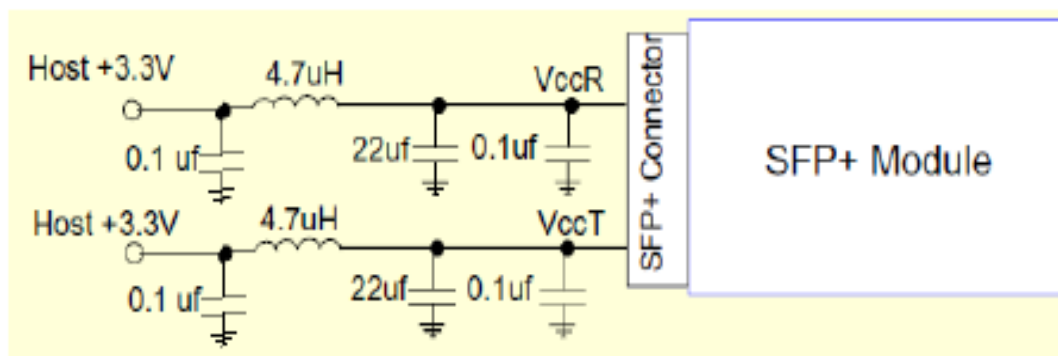 Host +3.3V
4.7uH
VccR
0.1 uf
22uf
0.1uf
Host +3.3V
4.7uH
VccT
0.1 uf
22uf
0.1uf
SFP+ Connector
SFP+ Module